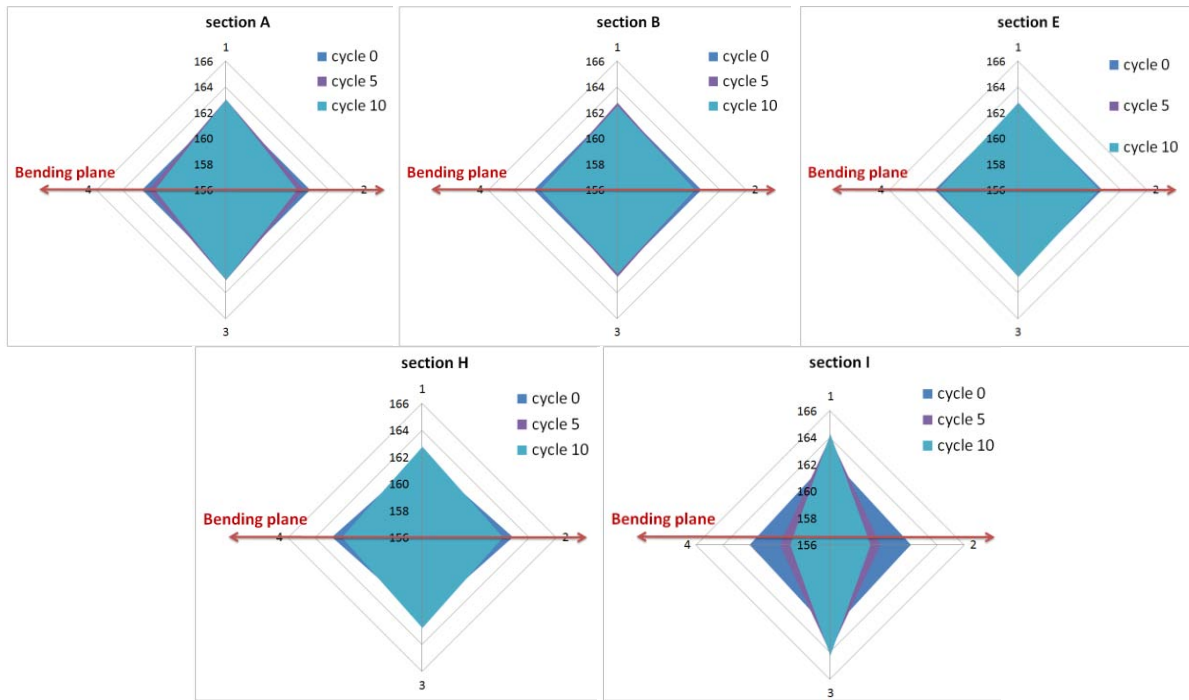 section A
1
166
164
162
160
158
156
cycle 0
cycle 5
cycle 10
Bending plane
4
2
3
section B
1
166
164
162
160
158
156
cycle 0
cycle 5
cycle 10
Bending plane
4
2
3
section E
1
166
164
162
160
158
156
cycle 0
cycle 5
cycle 10
Bending plane
4
2
3
section H
1
166
164
162
160
158
156
cycle 0
cycle 5
cycle 10
Bending plane
4
2
3
section I
1
166
164
162
160
158
156
cycle 0
cycle 5
cycle 10
Bending plane
4
2
3